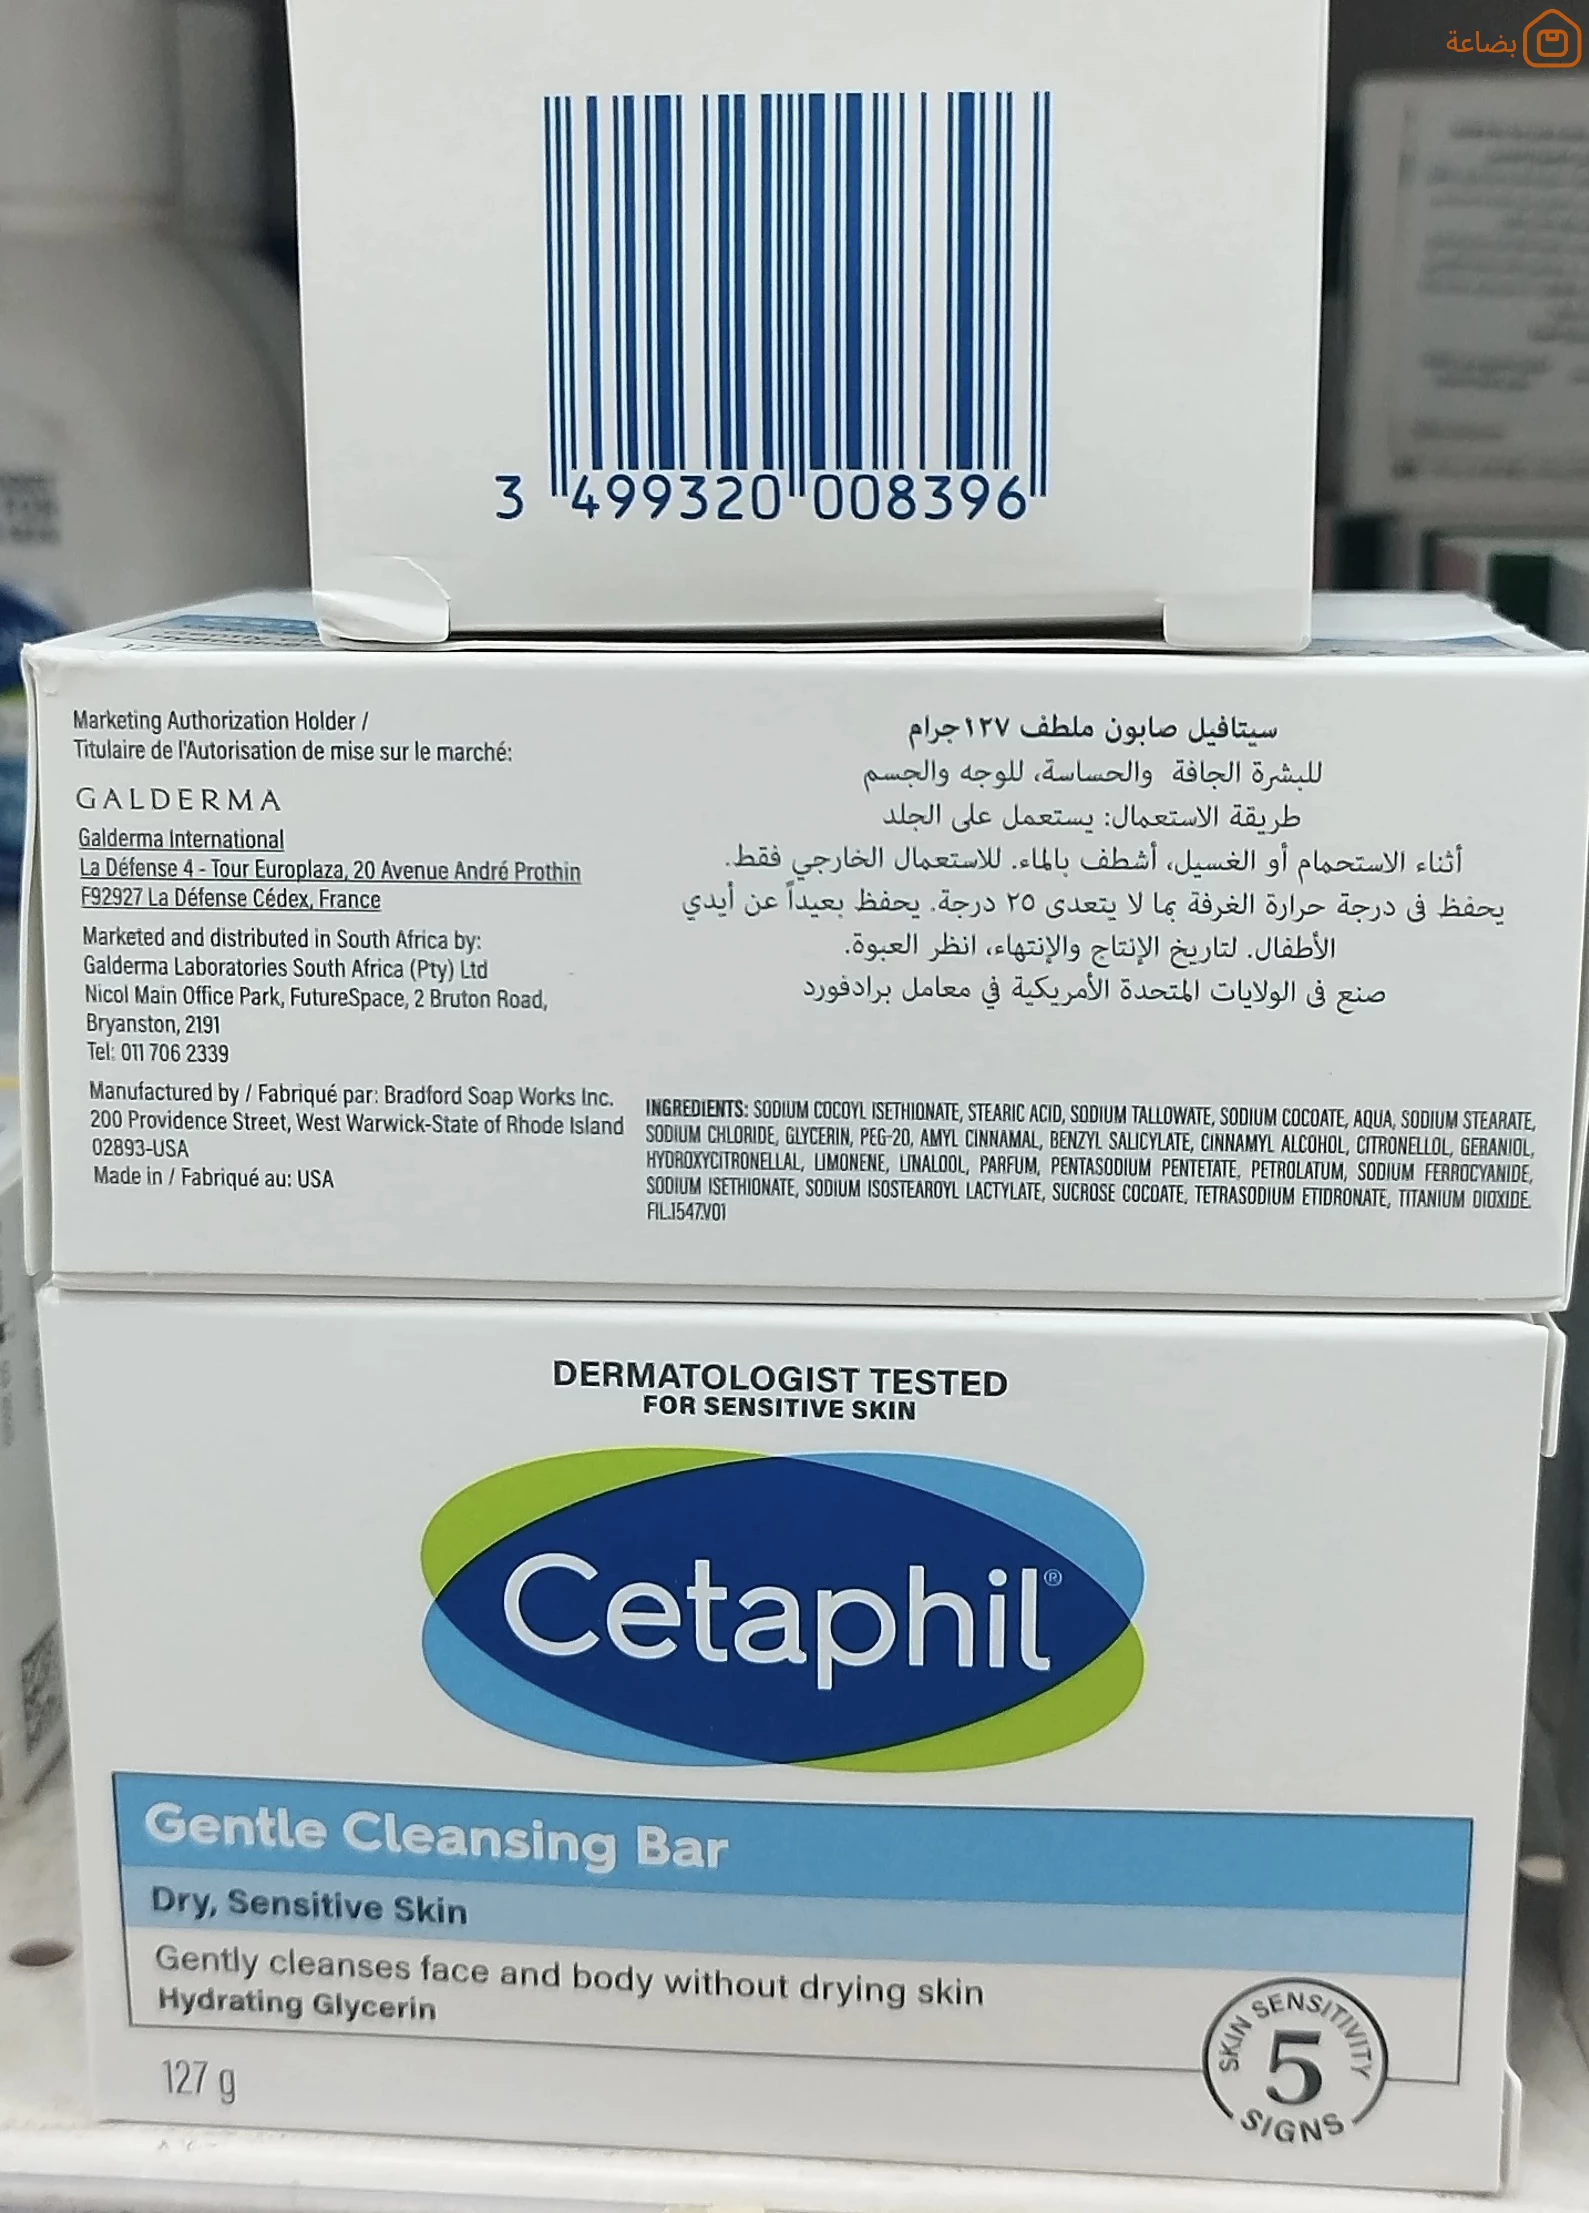 بضاعة
3 499320 008396
Marketing Authorization Holder /
Titulaire de l'Autorisation de mise sur le marché:
GALDERMA
Galderma International
La Défense 4 - Tour Europlaza, 20 Avenue André Prothin
F92927 La Défense Cédex, France
Marketed and distributed in South Africa by:
Galderma Laboratories South Africa (Pty) Ltd
Nicol Main Office Park, FutureSpace, 2 Bruton Road,
Bryanston, 2191
Tel: 011 706 2339
Manufactured by / Fabriqué par: Bradford Soap Works Inc.
200 Providence Street, West Warwick-State of Rhode Island
02893-USA
Made in / Fabriqué au: USA
سيتافيل صابون ملطف ١٢٧جرام
للبشرة الجافة والحساسة، للوجه والجسم
طريقة الاستعمال: يستعمل على الجلد
أثناء الاستحمام أو الغسيل، أشطف بالماء. للاستعمال الخارجي فقط.
يحفظ فى درجة حرارة الغرفة بما لا يتعدى ٢٥ درجة. يحفظ بعيداً عن أيدي
الأطفال. لتاريخ الإنتاج والإنتهاء، انظر العبوة.
صنع فى الولايات المتحدة الأمريكية في معامل برادفورد
INGREDIENTS: SODIUM COCOYL ISETHIONATE, STEARIC ACID, SODIUM TALLOWATE, SODIUM COCOATE, AQUA, SODIUM STEARATE,
SODIUM CHLORIDE, GLYCERIN, PEG-20, AMYL CINNAMAL, BENZYL SALICYLATE, CINNAMYL ALCOHOL, CITRONELLOL, GERANIOL,
HYDROXYCITRONELLAL, LIMONENE, LINALOOL, PARFUM, PENTASODIUM PENTETATE, PETROLATUM, SODIUM FERROCYANIDE,
SODIUM ISETHIONATE, SODIUM ISOSTEAROYL LACTYLATE, SUCROSE COCOATE, TETRASODIUM ETIDRONATE, TITANIUM DIOXIDE.
FIL.1547.V01
DERMATOLOGIST TESTED
FOR SENSITIVE SKIN
Cetaphil®
Gentle Cleansing Bar
Dry, Sensitive Skin
Gently cleanses face and body without drying skin
Hydrating Glycerin
127 g
SKIN SENSITIVITY
5
SIGNS